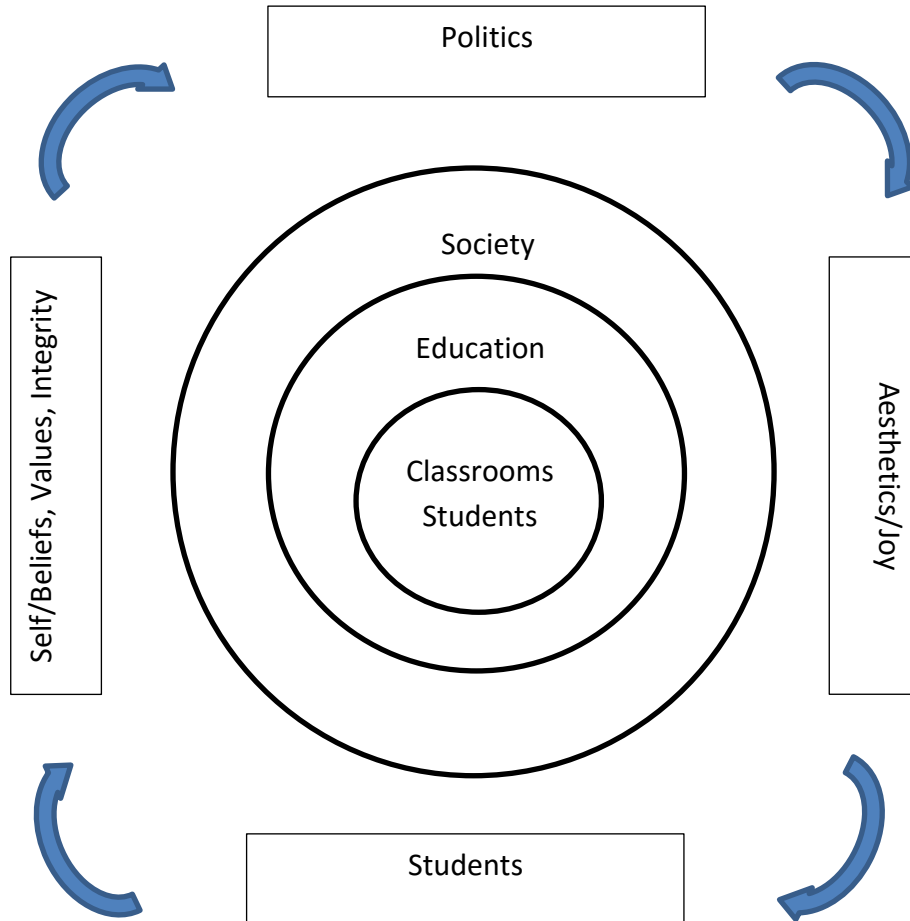 Politics
Society
Education
Classrooms
Students
Self/Beliefs, Values, Integrity
Aesthetics/Joy
Students